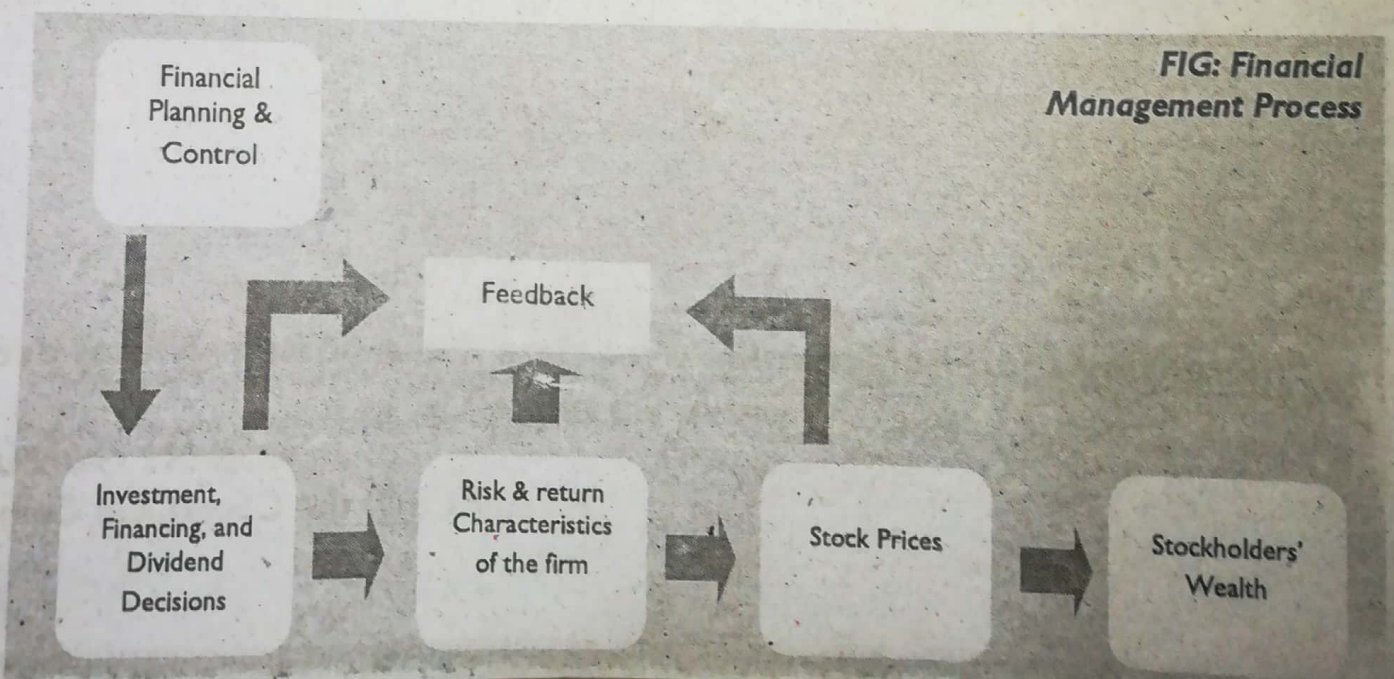 FIG: Financial
Management Process
Financial
Planning &
Control
Feedback
Investment,
Financing, and
Dividend
Decisions
Risk & return
Characteristics
of the firm
Stock Prices
Stockholders'
Wealth